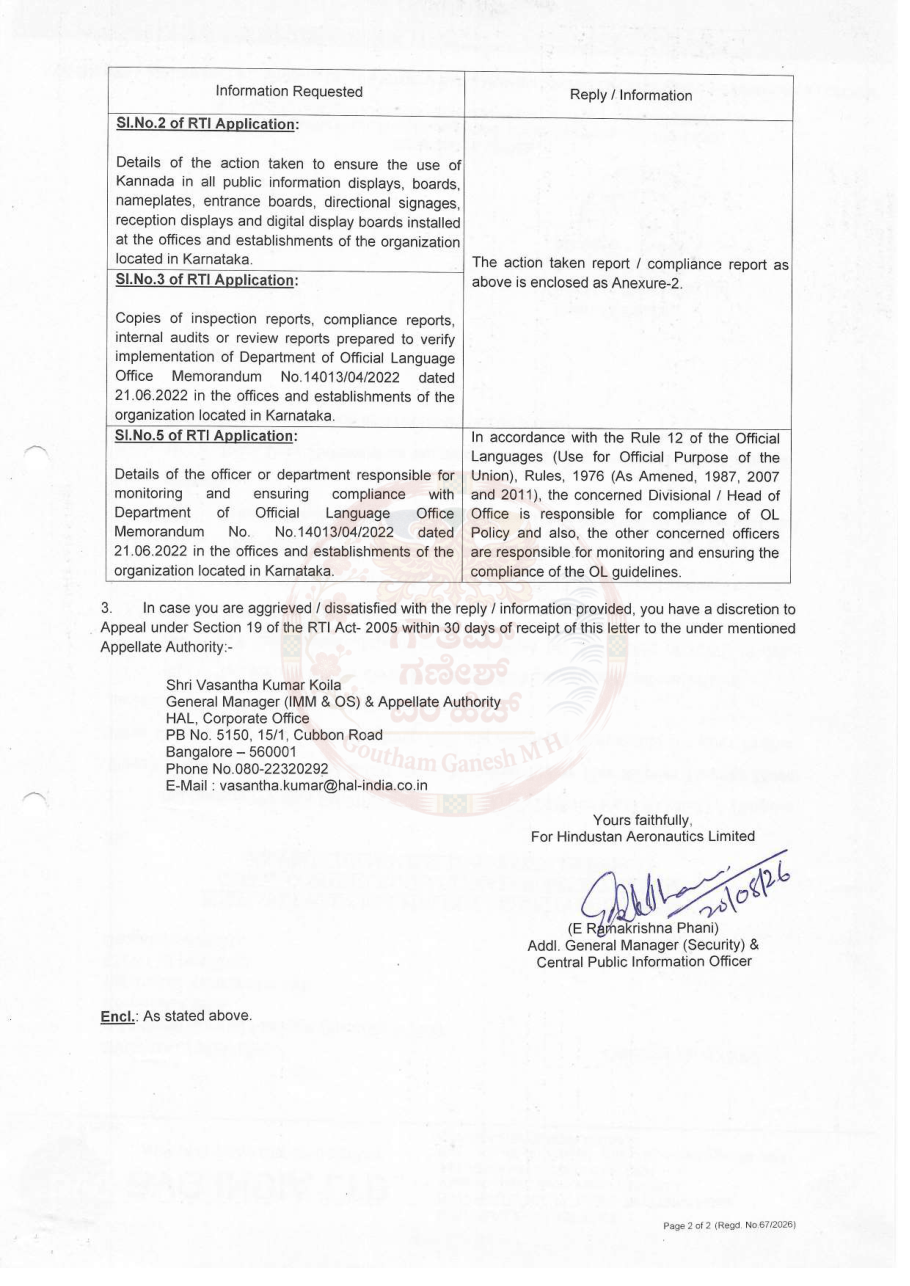 Information Requested
Reply / Information
Sl.No.2 of RTI Application:
Details of the action taken to ensure the use of
Kannada in all public information displays, boards,
nameplates, entrance boards, directional signages,
reception displays and digital display boards installed
at the offices and establishments of the organization
located in Karnataka.
Sl.No.3 of RTI Application:
Copies of inspection reports, compliance reports,
internal audits or review reports prepared to verify
implementation of Department of Official Language
Office Memorandum No.14013/04/2022 dated
21.06.2022 in the offices and establishments of the
organization located in Karnataka.
The action taken report / compliance report as
above is enclosed as Anexure-2.
Sl.No.5 of RTI Application:
Details of the officer or department responsible for
monitoring and ensuring compliance with
Department of Official Language Office
Memorandum No. No.14013/04/2022 dated
21.06.2022 in the offices and establishments of the
organization located in Karnataka.
In accordance with the Rule 12 of the Official
Languages (Use for Official Purpose of the
Union), Rules, 1976 (As Amened, 1987, 2007
and 2011), the concerned Divisional / Head of
Office is responsible for compliance of OL
Policy and also, the other concerned officers
are responsible for monitoring and ensuring the
compliance of the OL guidelines.
3. In case you are aggrieved / dissatisfied with the reply / information provided, you have a discretion to
Appeal under Section 19 of the RTI Act- 2005 within 30 days of receipt of this letter to the under mentioned
Appellate Authority:-
Shri Vasantha Kumar Koila
General Manager (IMM & OS) & Appellate Authority
HAL, Corporate Office
PB No. 5150, 15/1, Cubbon Road
Bangalore – 560001
Phone No.080-22320292
E-Mail : vasantha.kumar@hal-india.co.in
ಗೌತಮ್
ಗಣೇಶ್
ಎಂ ಹೆಚ್
Goutham Ganesh M H
Yours faithfully,
For Hindustan Aeronautics Limited
20/08/26
(E Ramakrishna Phani)
Addl. General Manager (Security) &
Central Public Information Officer
Encl.: As stated above.
Page 2 of 2 (Regd. No.67/2026)